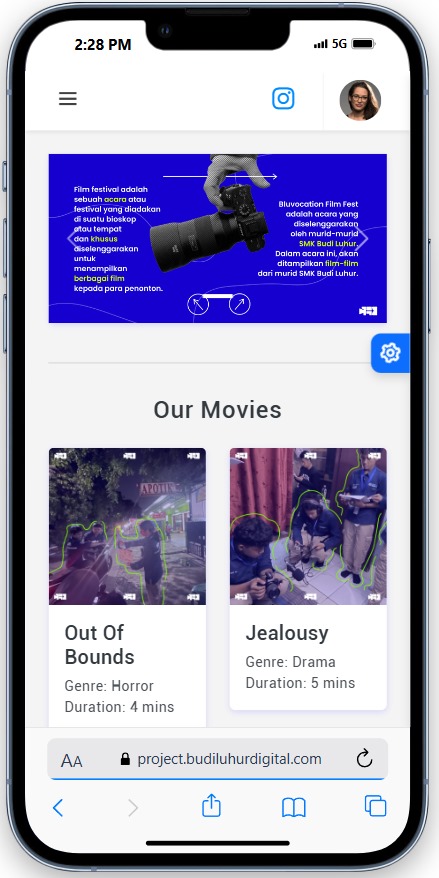 2:28 PM
5G
Film festival adalah
sebuah acara atau
festival yang diadakan
di suatu bioskop
atau tempat
dan khusus
diselenggarakan
untuk
menampilkan
berbagai film
kepada para penonton.
Bluvocation Film Fest
adalah acara yang
diselenggarakan
oleh murid-murid
SMK Budi Luhur.
Dalam acara ini, akan
ditampilkan film-film
dari murid SMK Budi Luhur.
Our Movies
APOTIK
Out Of
Bounds
Genre: Horror
Duration: 4 mins
Jealousy
Genre: Drama
Duration: 5 mins
AA
project.budiluhurdigital.com